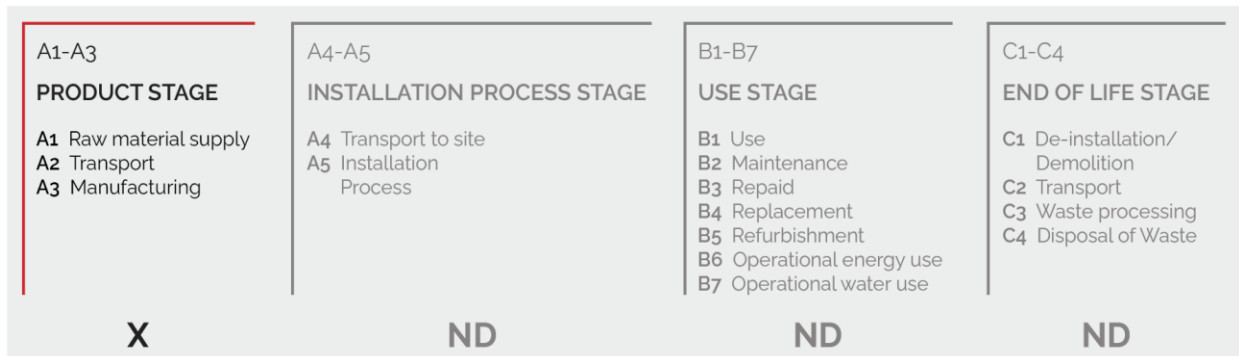 A1-A3
PRODUCT STAGE
A1 Raw material supply
A2 Transport
A3 Manufacturing
X
A4-A5
INSTALLATION PROCESS STAGE
A4 Transport to site
A5 Installation
Process
ND
B1-B7
USE STAGE
B1 Use
B2 Maintenance
B3 Repaid
B4 Replacement
B5 Refurbishment
B6 Operational energy use
B7 Operational water use
ND
C1-C4
END OF LIFE STAGE
C1 De-installation/
Demolition
C2 Transport
C3 Waste processing
C4 Disposal of Waste
ND